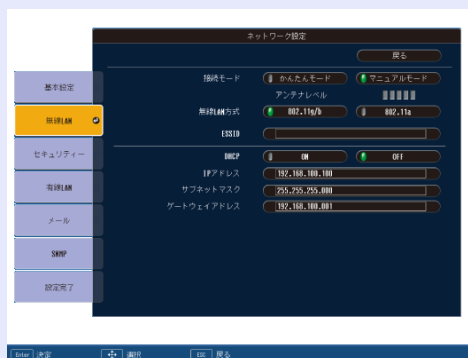 ネットワーク設定
戻る
基本設定
無線LAN
セキュリティー
有線LAN
メール
SNMP
設定完了
接続モード かんたんモード マニュアルモード
アンテナレベル
無線LAN方式 802.11g/b 802.11a
ESSID
DHCP ON OFF
IPアドレス 192.168.100.100
サブネットマスク 255.255.255.000
ゲートウェイアドレス 192.168.100.001
Enter 決定 選択 ESC 戻る